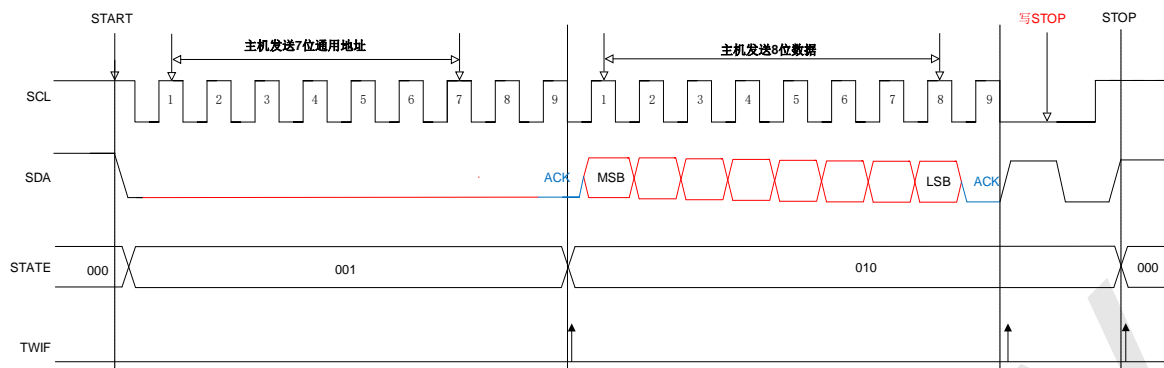 START 写STOP STOP
主机发送7位通用地址 主机发送8位数据
SCL 1 2 3 4 5 6 7 8 9 1 2 3 4 5 6 7 8 9
SDA ACK MSB LSB ACK
STATE 000 001 010 000
TWIF